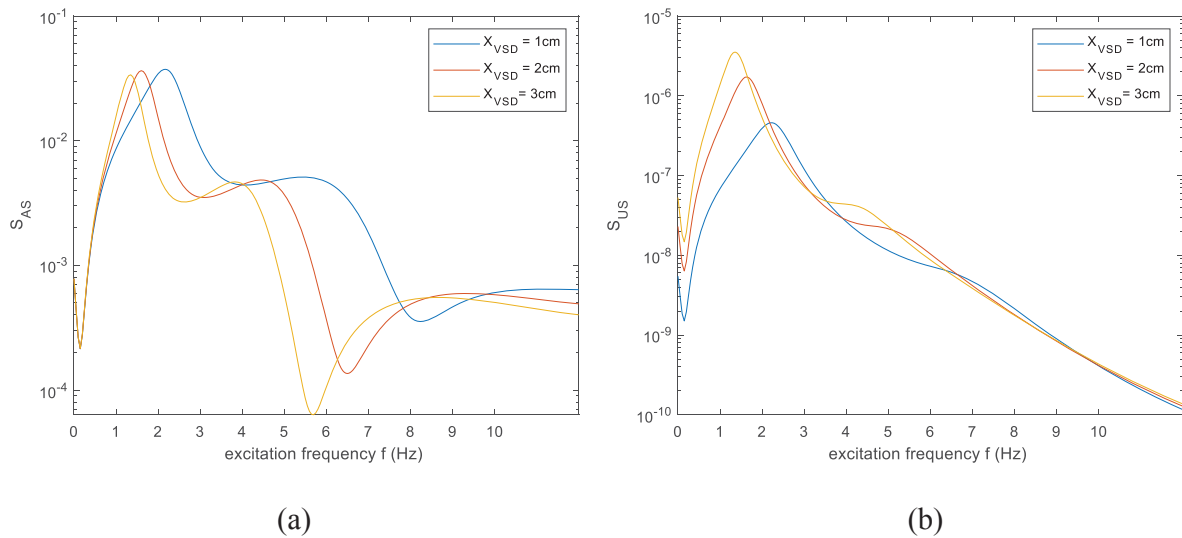 10^-1
10^-2
10^-3
10^-4
S_AS
0 1 2 3 4 5 6 7 8 9 10
excitation frequency f (Hz)
X_VSD = 1cm
X_VSD = 2cm
X_VSD = 3cm
(a)
10^-5
10^-6
10^-7
10^-8
10^-9
10^-10
S_US
0 1 2 3 4 5 6 7 8 9 10
excitation frequency f (Hz)
X_VSD = 1cm
X_VSD = 2cm
X_VSD = 3cm
(b)